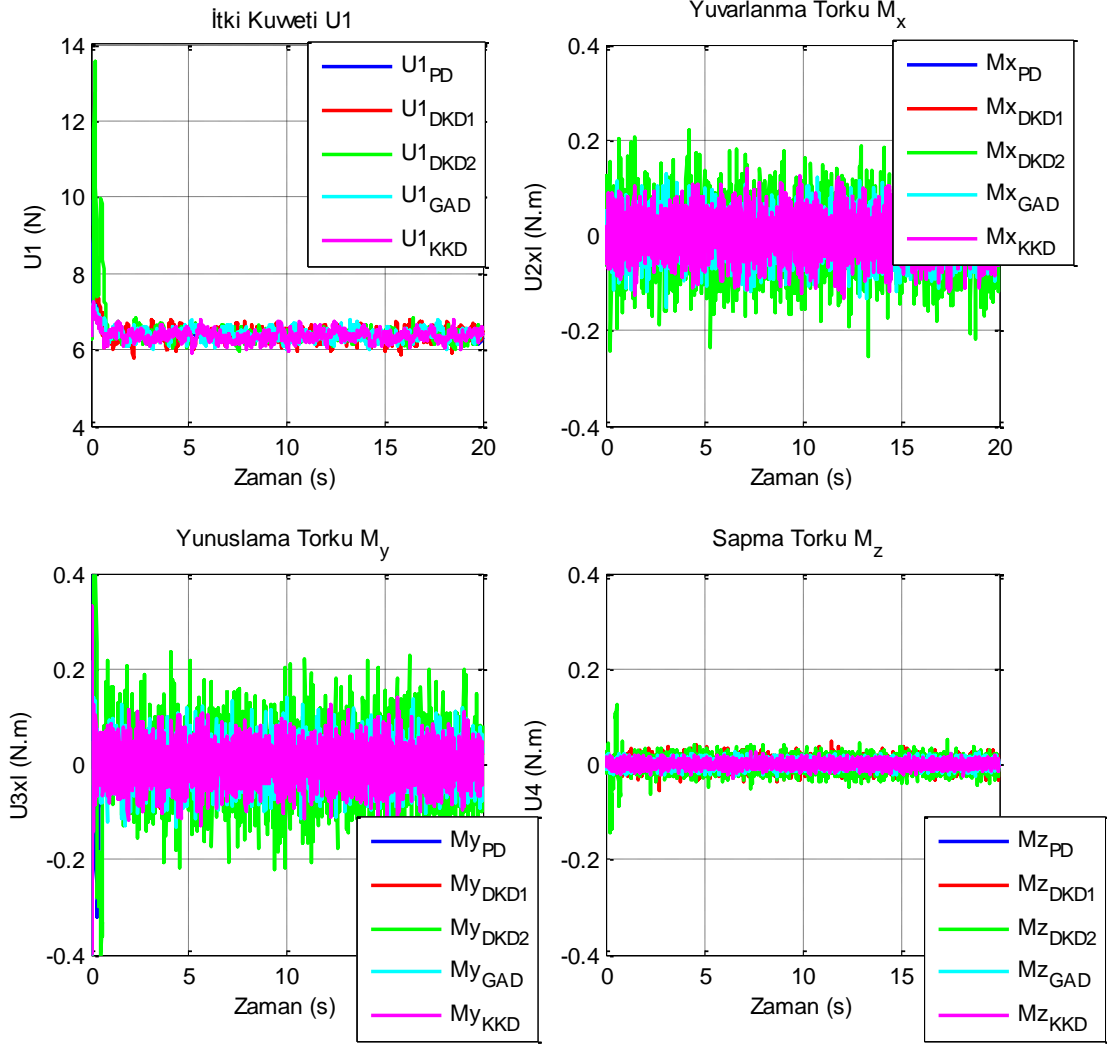 İtki Kuvveti U1
14
12
10
8
6
4
0 5 10 15 20
U1 (N)
Zaman (s)
U1PD
U1DKD1
U1DKD2
U1GAD
U1KKD
Yuvarlanma Torku Mx
0.4
0.2
0
-0.2
-0.4
0 5 10 15 20
U2xl (N.m)
Zaman (s)
MxPD
MxDKD1
MxDKD2
MxGAD
MxKKD
Yunuslama Torku My
0.4
0.2
0
-0.2
-0.4
0 5 10
U3xl (N.m)
Zaman (s)
MyPD
MyDKD1
MyDKD2
MyGAD
MyKKD
Sapma Torku Mz
0.4
0.2
0
-0.2
-0.4
0 5 10 15
U4 (N.m)
Zaman (s)
MzPD
MzDKD1
MzDKD2
MzGAD
MzKKD